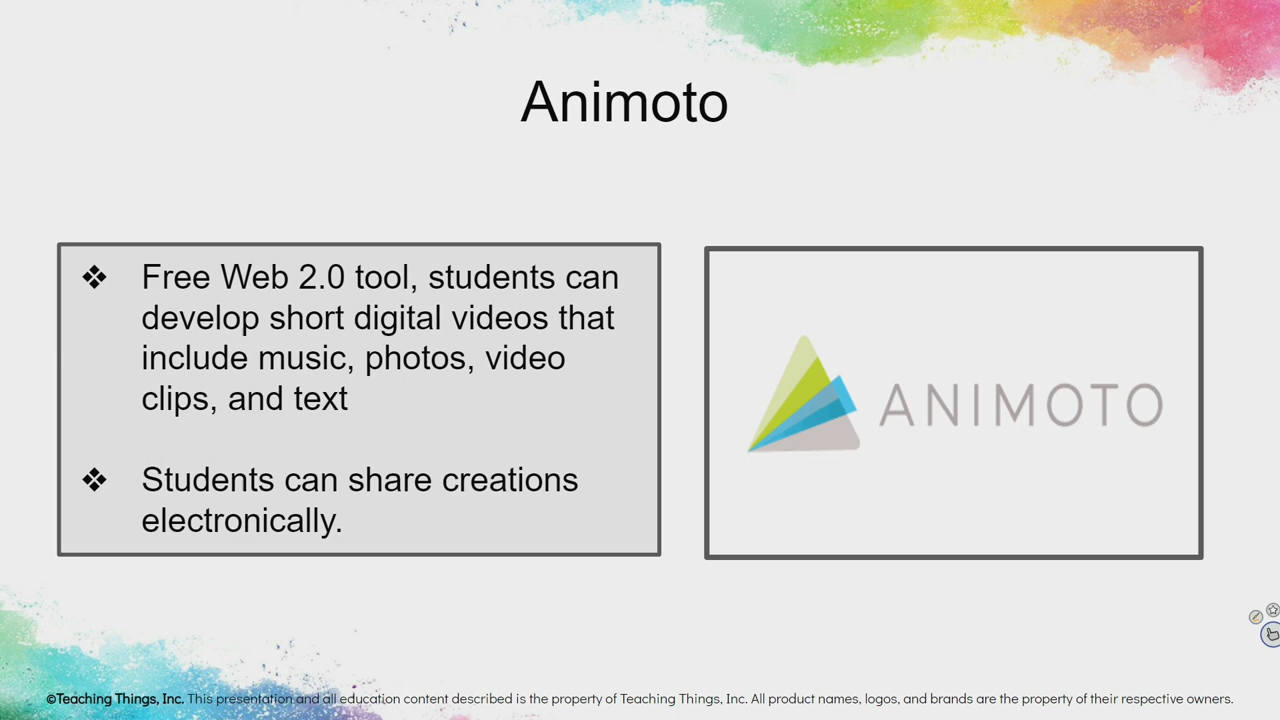 Animoto
❖ Free Web 2.0 tool, students can
develop short digital videos that
include music, photos, video
clips, and text
❖ Students can share creations
electronically.
ANIMOTO
©Teaching Things, Inc. This presentation and all education content described is the property of Teaching Things, Inc. All product names, logos, and brands are the property of their respective owners.